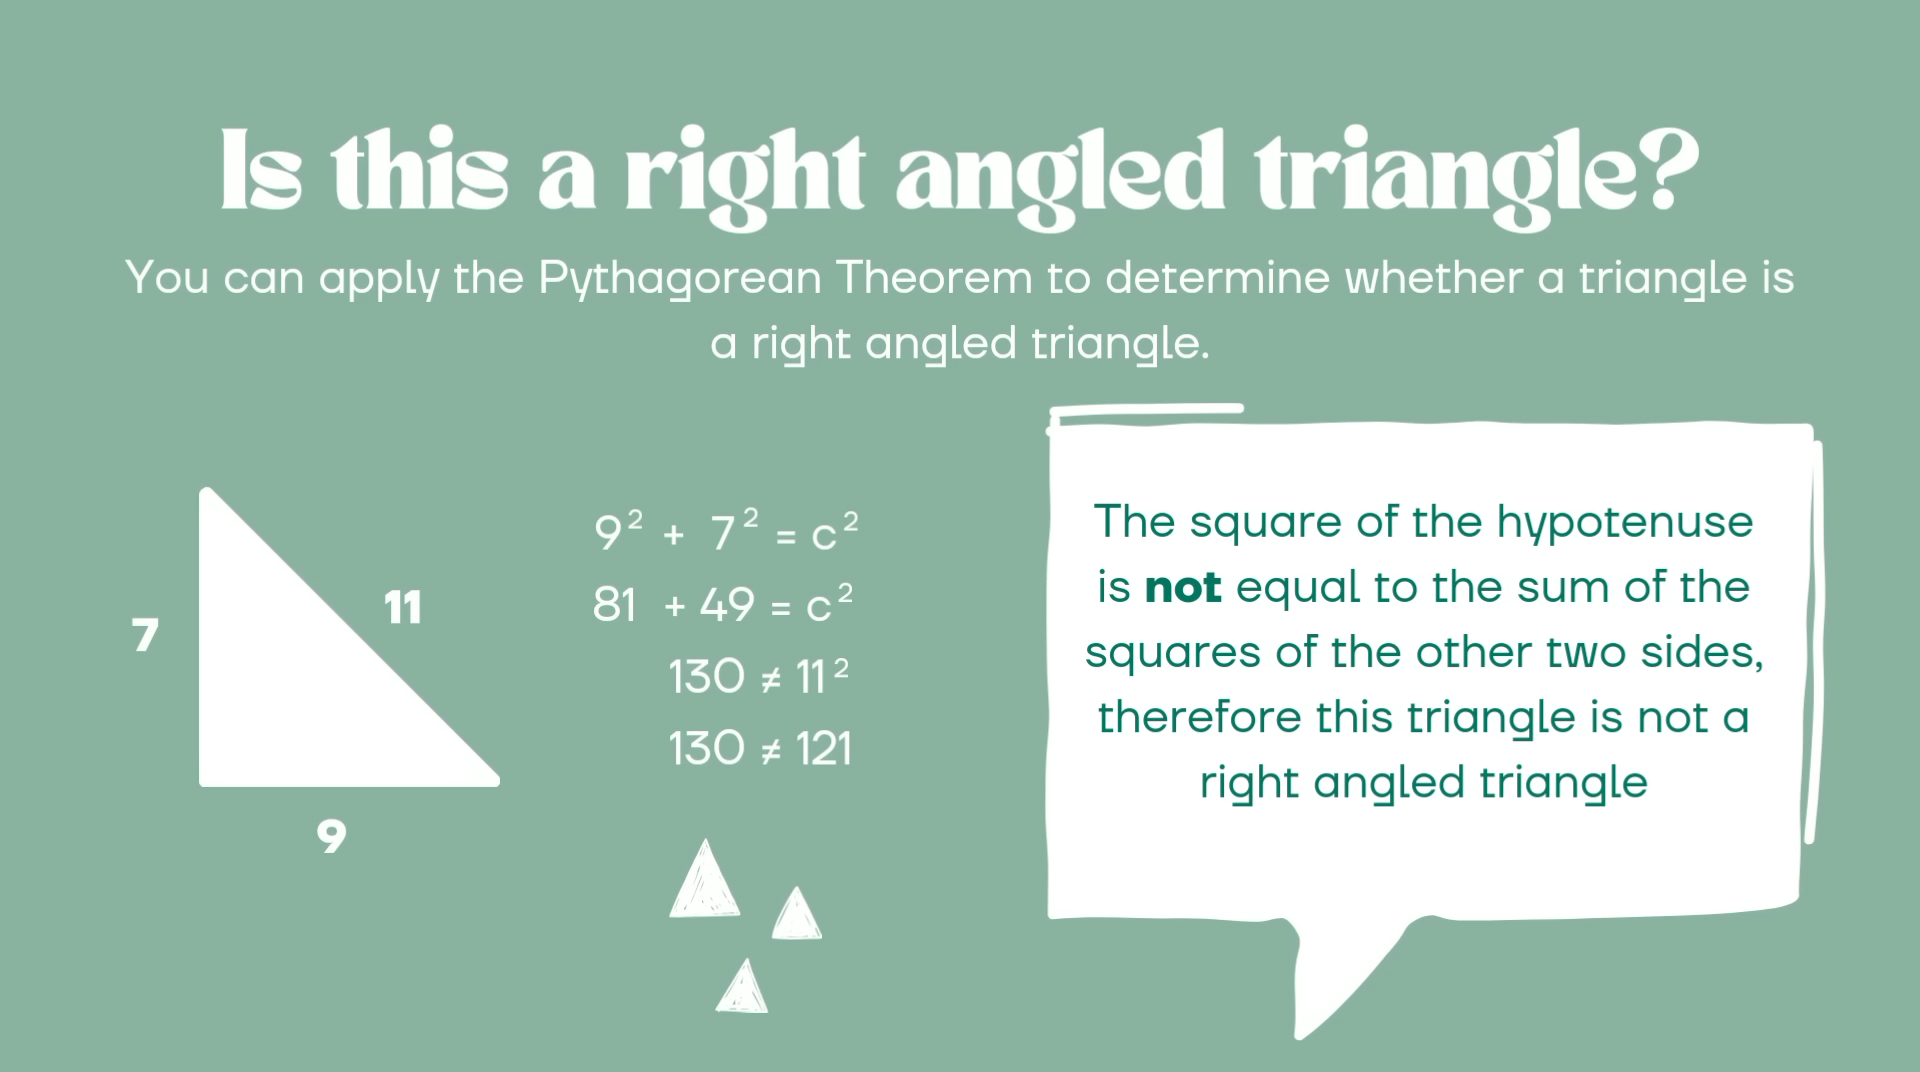 Is this a right angled triangle?
You can apply the Pythagorean Theorem to determine whether a triangle is
a right angled triangle.
7
11
9
9² + 7² = c²
81 + 49 = c²
130 ≠ 11²
130 ≠ 121
The square of the hypotenuse
is not equal to the sum of the
squares of the other two sides,
therefore this triangle is not a
right angled triangle